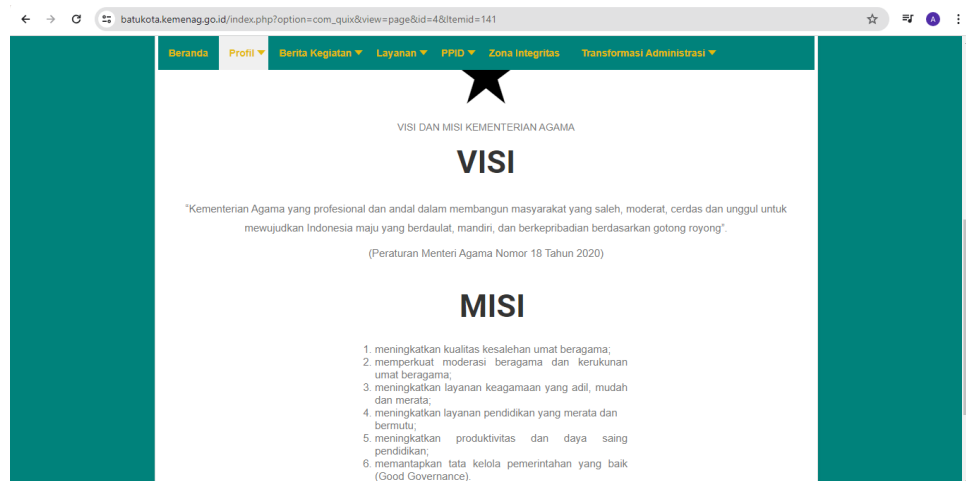 batukota.kemenag.go.id/index.php?option=com_quix&view=page&id=4&Itemid=141
A
Beranda Profil Berita Kegiatan Layanan PPID Zona Integritas Transformasi Administrasi
VISI DAN MISI KEMENTERIAN AGAMA
VISI
"Kementerian Agama yang profesional dan andal dalam membangun masyarakat yang saleh, moderat, cerdas dan unggul untuk
mewujudkan Indonesia maju yang berdaulat, mandiri, dan berkepribadian berdasarkan gotong royong".
(Peraturan Menteri Agama Nomor 18 Tahun 2020)
MISI
1. meningkatkan kualitas kesalehan umat beragama;
2. memperkuat moderasi beragama dan kerukunan
umat beragama;
3. meningkatkan layanan keagamaan yang adil, mudah
dan merata;
4. meningkatkan layanan pendidikan yang merata dan
bermutu;
5. meningkatkan produktivitas dan daya saing
pendidikan;
6. memantapkan tata kelola pemerintahan yang baik
(Good Governance).